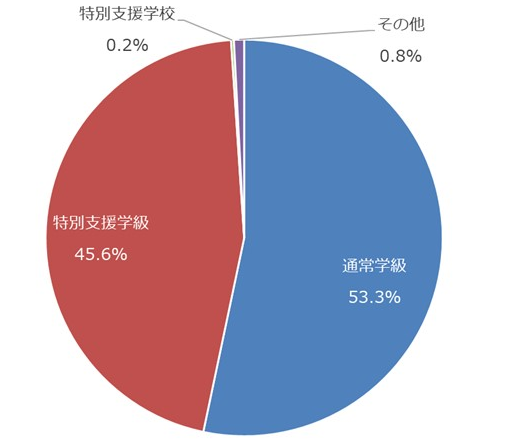 特別支援学校
0.2%
その他
0.8%
特別支援学級
45.6%
通常学級
53.3%